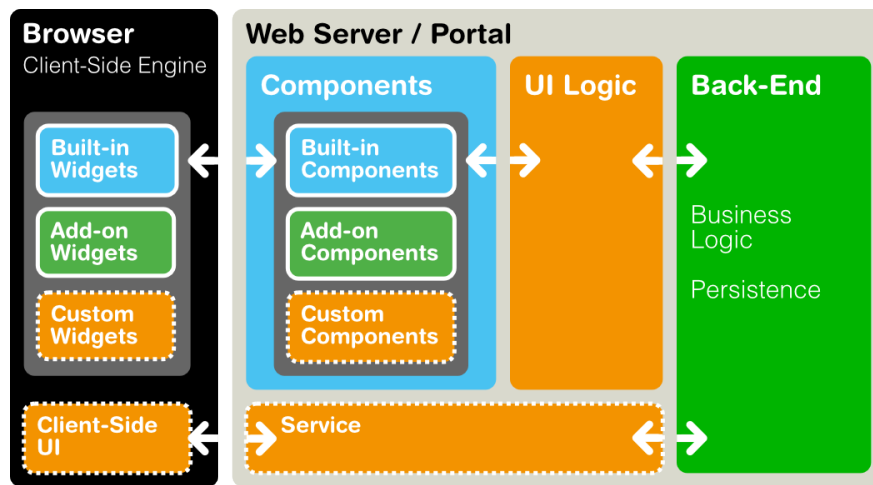 Browser
Client-Side Engine
Built-in
Widgets
Add-on
Widgets
Custom
Widgets
Client-Side
UI
Web Server / Portal
Components
Built-in
Components
Add-on
Components
Custom
Components
UI Logic
Service
Back-End
Business
Logic
Persistence